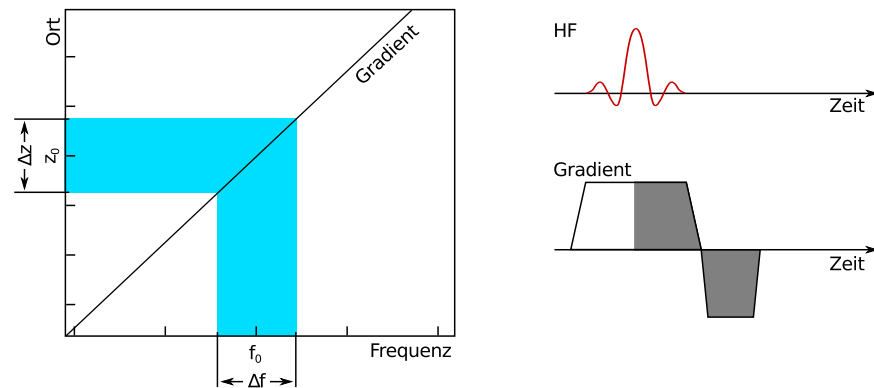 Ort
Gradient
Δz
z0
f0
Frequenz
Δf
HF
Zeit
Gradient
Zeit